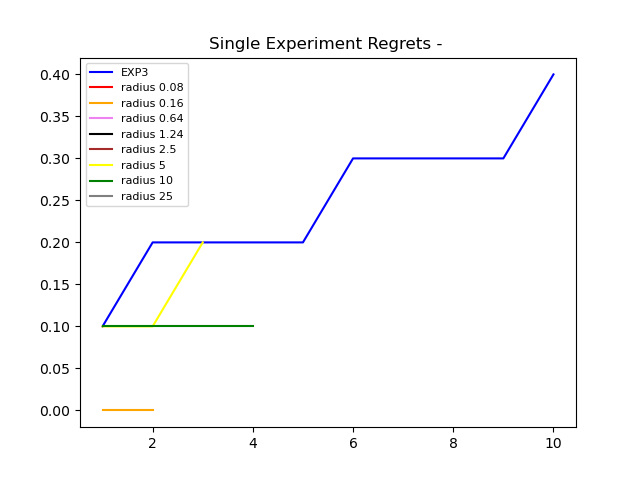 Single Experiment Regrets -
0.40
0.35
0.30
0.25
0.20
0.15
0.10
0.05
0.00
EXP3
radius 0.08
radius 0.16
radius 0.64
radius 1.24
radius 2.5
radius 5
radius 10
radius 25
2
4
6
8
10